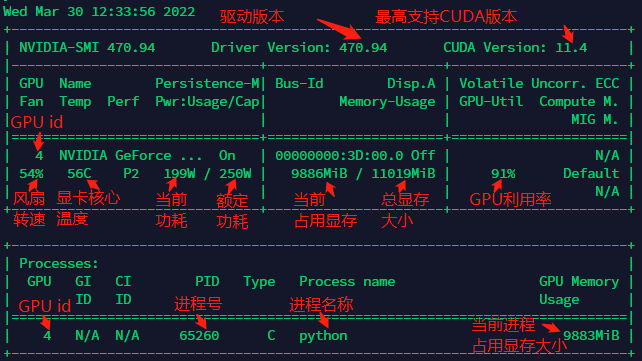 Wed Mar 30 12:33:56 2022
驱动版本
最高支持CUDA版本
NVIDIA-SMI 470.94 Driver Version: 470.94 CUDA Version: 11.4
GPU Name Persistence-M| Bus-Id Disp.A | Volatile Uncorr. ECC
Fan Temp Perf Pwr:Usage/Cap| Memory-Usage | GPU-Util Compute M.
MIG M.
GPU id
4 NVIDIA GeForce ... On | 00000000:3D:00.0 Off | N/A
54% 56C P2 199W / 250W | 9886MiB / 11019MiB | 91% Default
N/A
风扇转速
显卡核心温度
当前功耗
额定功耗
当前占用显存
总显存大小
GPU利用率
Processes:
GPU GI CI PID Type Process name GPU Memory
ID ID Usage
GPU id
进程号
进程名称
当前进程占用显存大小
4 N/A N/A 65260 C python 9883MiB